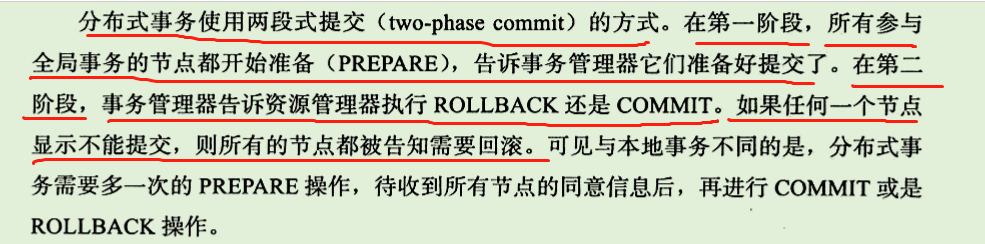 分布式事务使用两段式提交（two-phase commit）的方式。在第一阶段，所有参与
全局事务的节点都开始准备（PREPARE），告诉事务管理器它们准备好提交了。在第二
阶段，事务管理器告诉资源管理器执行 ROLLBACK 还是 COMMIT。如果任何一个节点
显示不能提交，则所有的节点都被告知需要回滚。可见与本地事务不同的是，分布式事
务需要多一次的 PREPARE 操作，待收到所有节点的同意信息后，再进行 COMMIT 或是
ROLLBACK 操作。